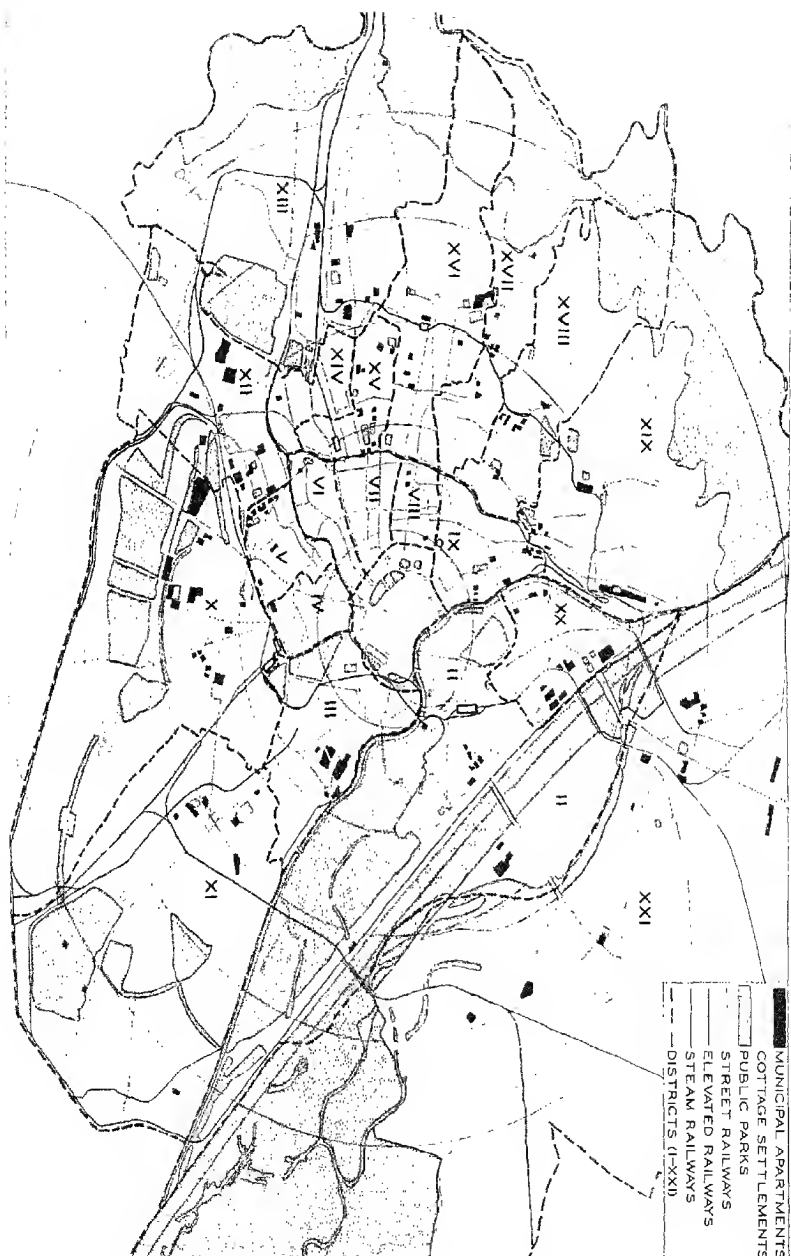 MUNICIPAL APARTMENTS
COTTAGE SETTLEMENTS
PUBLIC PARKS
STREET RAILWAYS
ELEVATED RAILWAYS
STEAM RAILWAYS
DISTRICTS (I-XXI)
XIII
XVI
XVII
XVIII
XIX
XIV
XV
XII
VI
VII
VIII
IX
V
IV
X
XX
II
III
II
XI
XXI